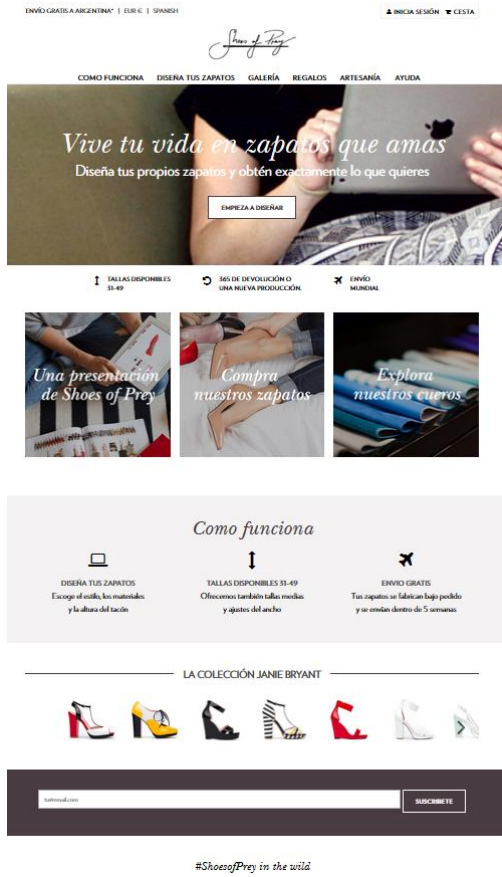 ENVÍO GRATIS A ARGENTINA* | EUR € | SPANISH
INICIA SESIÓN CESTA
Shoes of Prey
COMO FUNCIONA DISEÑA TUS ZAPATOS GALERÍA REGALOS ARTESANÍA AYUDA
Vive tu vida en zapatos que amas
Diseña tus propios zapatos y obtén exactamente lo que quieres
EMPIEZA A DISEÑAR
TALLAS DISPONIBLES
31-49
365 DE DEVOLUCIÓN O
UNA NUEVA PRODUCCIÓN.
ENVÍO
MUNDIAL
Una presentación
de Shoes of Prey
Compra
nuestros zapatos
Explora
nuestros cueros
Como funciona
DISEÑA TUS ZAPATOS
Escoge el estilo, los materiales
y la altura del tacón
TALLAS DISPONIBLES 31-49
Ofrecemos también tallas medias
y ajustes del ancho
ENVIO GRATIS
Tus zapatos se fabrican bajo pedido
y se envían dentro de 5 semanas
LA COLECCIÓN JANIE BRYANT
SUSCRIBETE
#ShoesofPrey in the wild